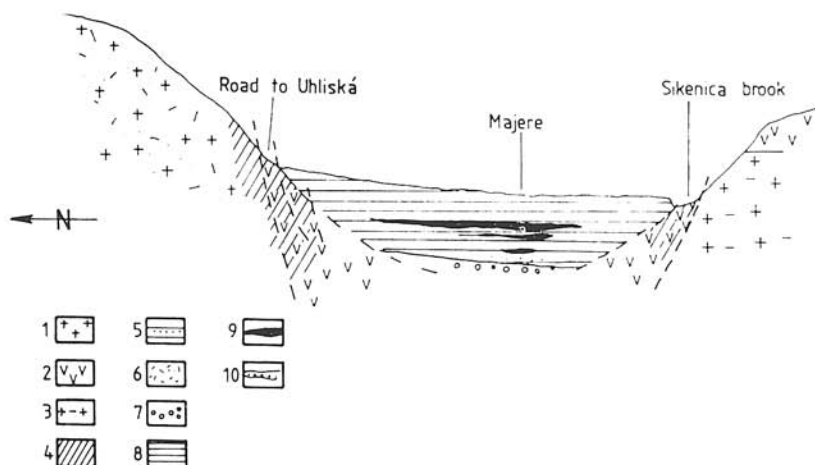 Road to Uhliská
Sikenica brook
Majere
N
1 5 9
2 6 10
3 7
4 8